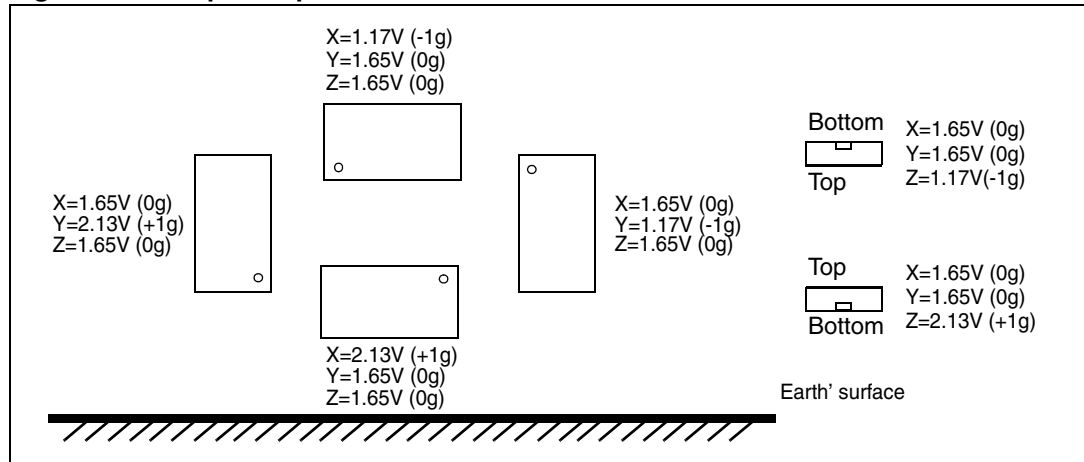 X=1.17V (-1g)
Y=1.65V (0g)
Z=1.65V (0g)
X=1.65V (0g)
Y=2.13V (+1g)
Z=1.65V (0g)
X=1.65V (0g)
Y=1.17V (-1g)
Z=1.65V (0g)
X=2.13V (+1g)
Y=1.65V (0g)
Z=1.65V (0g)
Bottom
Top
X=1.65V (0g)
Y=1.65V (0g)
Z=1.17V(-1g)
Top
Bottom
X=1.65V (0g)
Y=1.65V (0g)
Z=2.13V (+1g)
Earth' surface